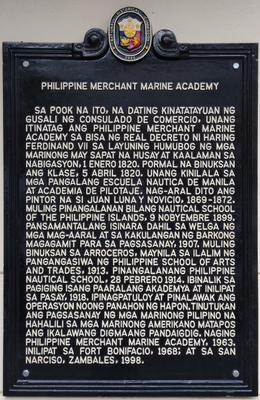 PHILIPPINE MERCHANT MARINE ACADEMY
SA POOK NA ITO, NA DATING KINATATAYUAN NG
GUSALI NG CONSULADO DE COMERCIO, UNANG
ITINATAG ANG PHILIPPINE MERCHANT MARINE
ACADEMY SA BISA NG REAL DECRETO NI HARING
FERDINAND VII SA LAYUNING HUMUBOG NG MGA
MARINONG MAY SAPAT NA HUSAY AT KAALAMAN SA
NABIGASYON, 1 ENERO 1820. PORMAL NA BINUKSAN
ANG KLASE, 5 ABRIL 1820. UNANG KINILALA SA
MGA PANGALANG ESCUELA NAUTICA DE MANILA
AT ACADEMIA DE PILOTAJE. NAG-ARAL DITO ANG
PINTOR NA SI JUAN LUNA Y NOVICIO, 1869-1872.
MULING PINANGALANAN BILANG NAUTICAL SCHOOL
OF THE PHILIPPINE ISLANDS, 9 NOBYEMBRE 1899.
PANSAMANTALANG ISINARA DAHIL SA WELGA NG
MGA MAG-AARAL AT SA KAKULANGAN NG BARKONG
MAGAGAMIT PARA SA PAGSASANAY, 1907. MULING
BINUKSAN SA ARROCEROS, MAYNILA SA ILALIM NG
PANGANGASIWA NG PHILIPPINE SCHOOL OF ARTS
AND TRADES, 1913. PINANGALANANG PHILIPPINE
NAUTICAL SCHOOL, 28 PEBRERO 1914. IBINALIK SA
PAGIGING ISANG PAARALANG AKADEMYA AT INILIPAT
SA PASAY, 1918. IPINAGPATULOY AT PINALAWAK ANG
OPERASYON NOONG PANAHON NG HAPON. TINUTUKAN
ANG PAGSASANAY NG MGA MARINONG PILIPINO NA
HAHALILI SA MGA MARINONG AMERIKANO MATAPOS
ANG IKALAWANG DIGMAANG PANDAIGDIG. NAGING
PHILIPPINE MERCHANT MARINE ACADEMY, 1963.
INILIPAT SA FORT BONIFACIO, 1968; AT SA SAN
NARCISO, ZAMBALES, 1998.